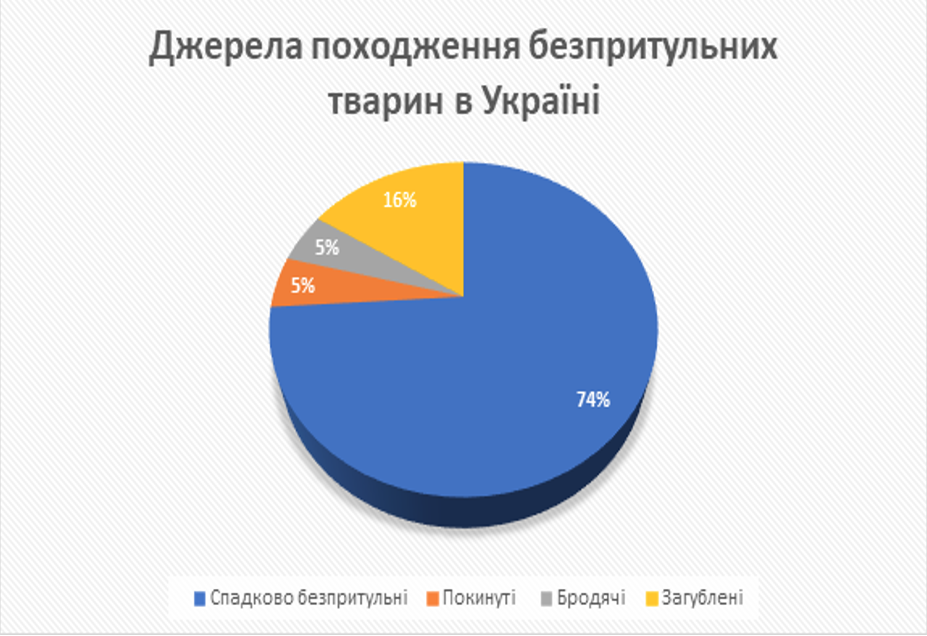 Джерела походження безпритульних
тварин в Україні
16%
5%
5%
74%
Спадково безпритульні Покинуті Бродячі Загублені